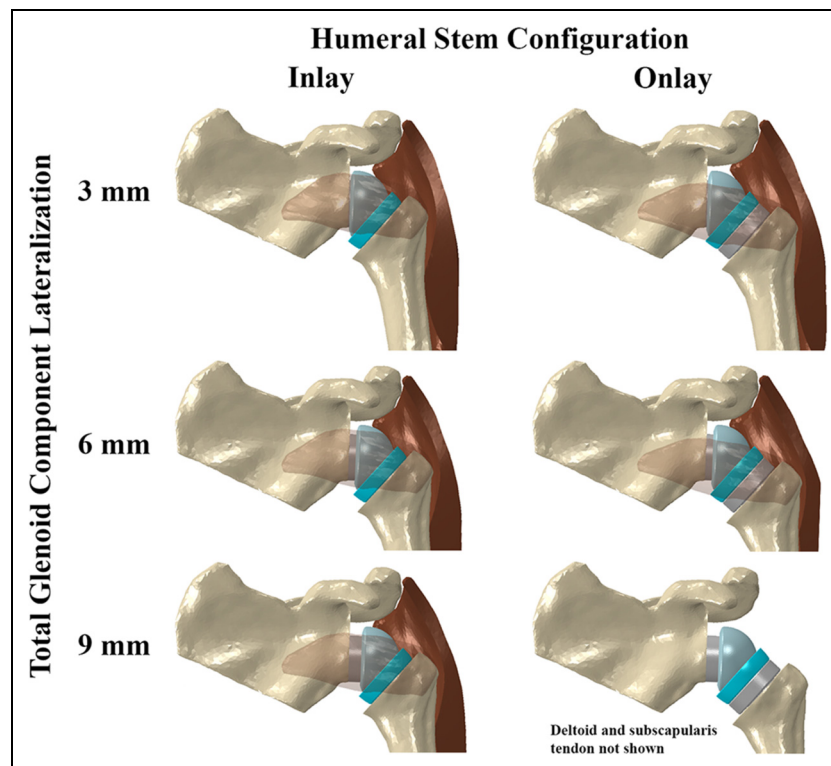 Humeral Stem Configuration
Inlay
Onlay
Total Glenoid Component Lateralization
3 mm
6 mm
9 mm
Deltoid and subscapularis
tendon not shown